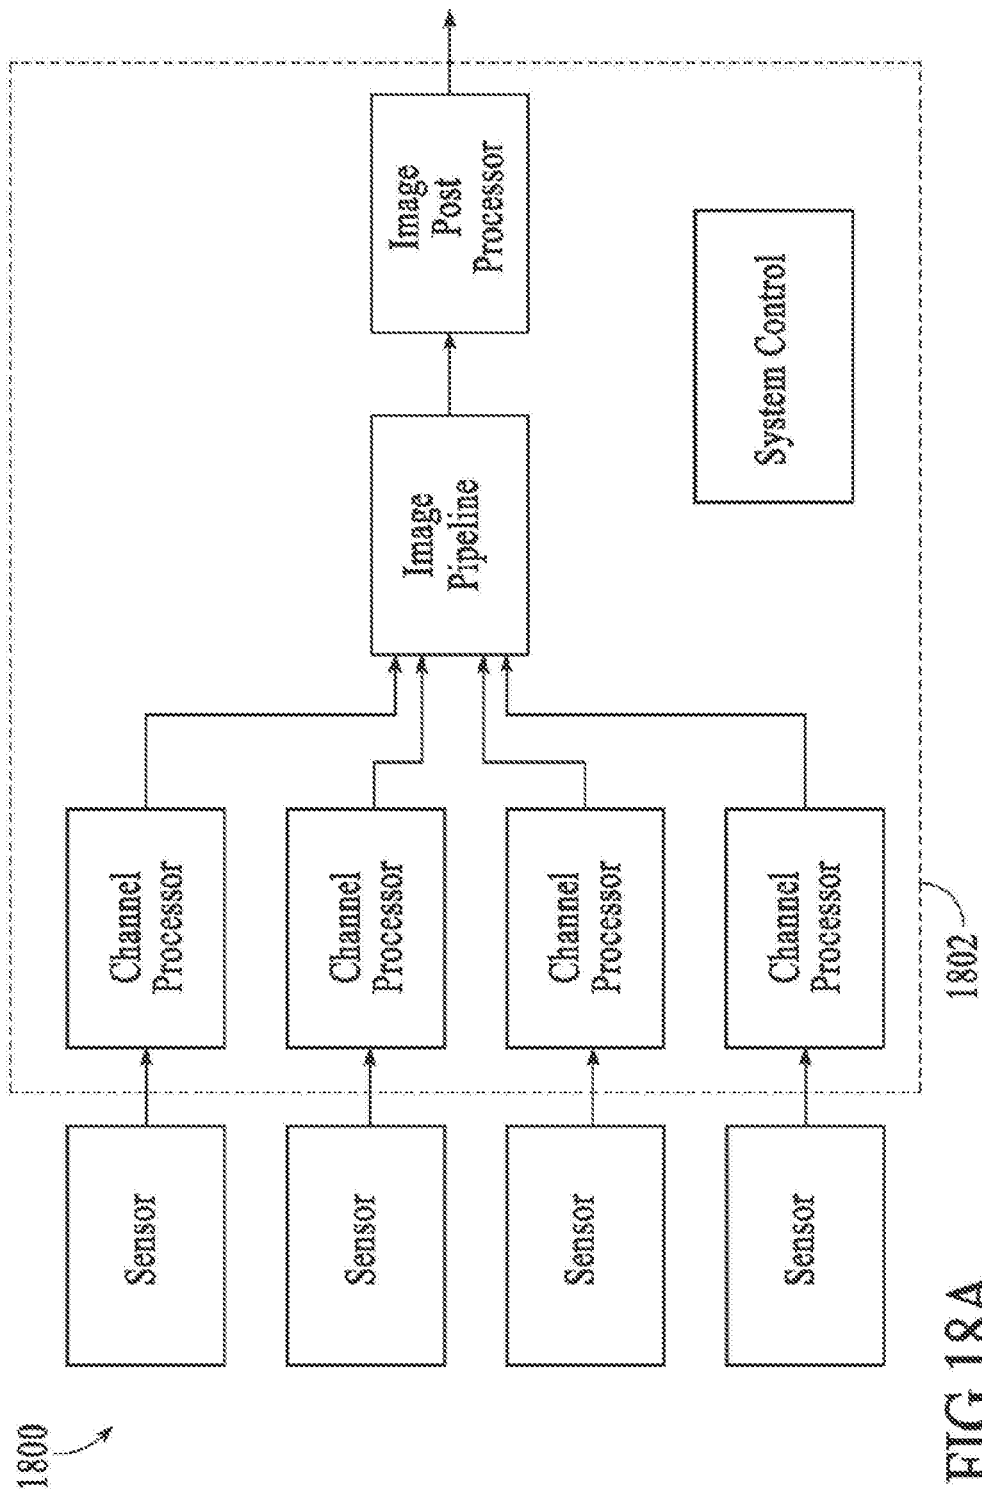 1800
Sensor
Sensor
Sensor
Sensor
Channel
Processor
Channel
Processor
Channel
Processor
Channel
Processor
Image
Pipeline
Image
Post
Processor
System Control
1802
FIG 18A